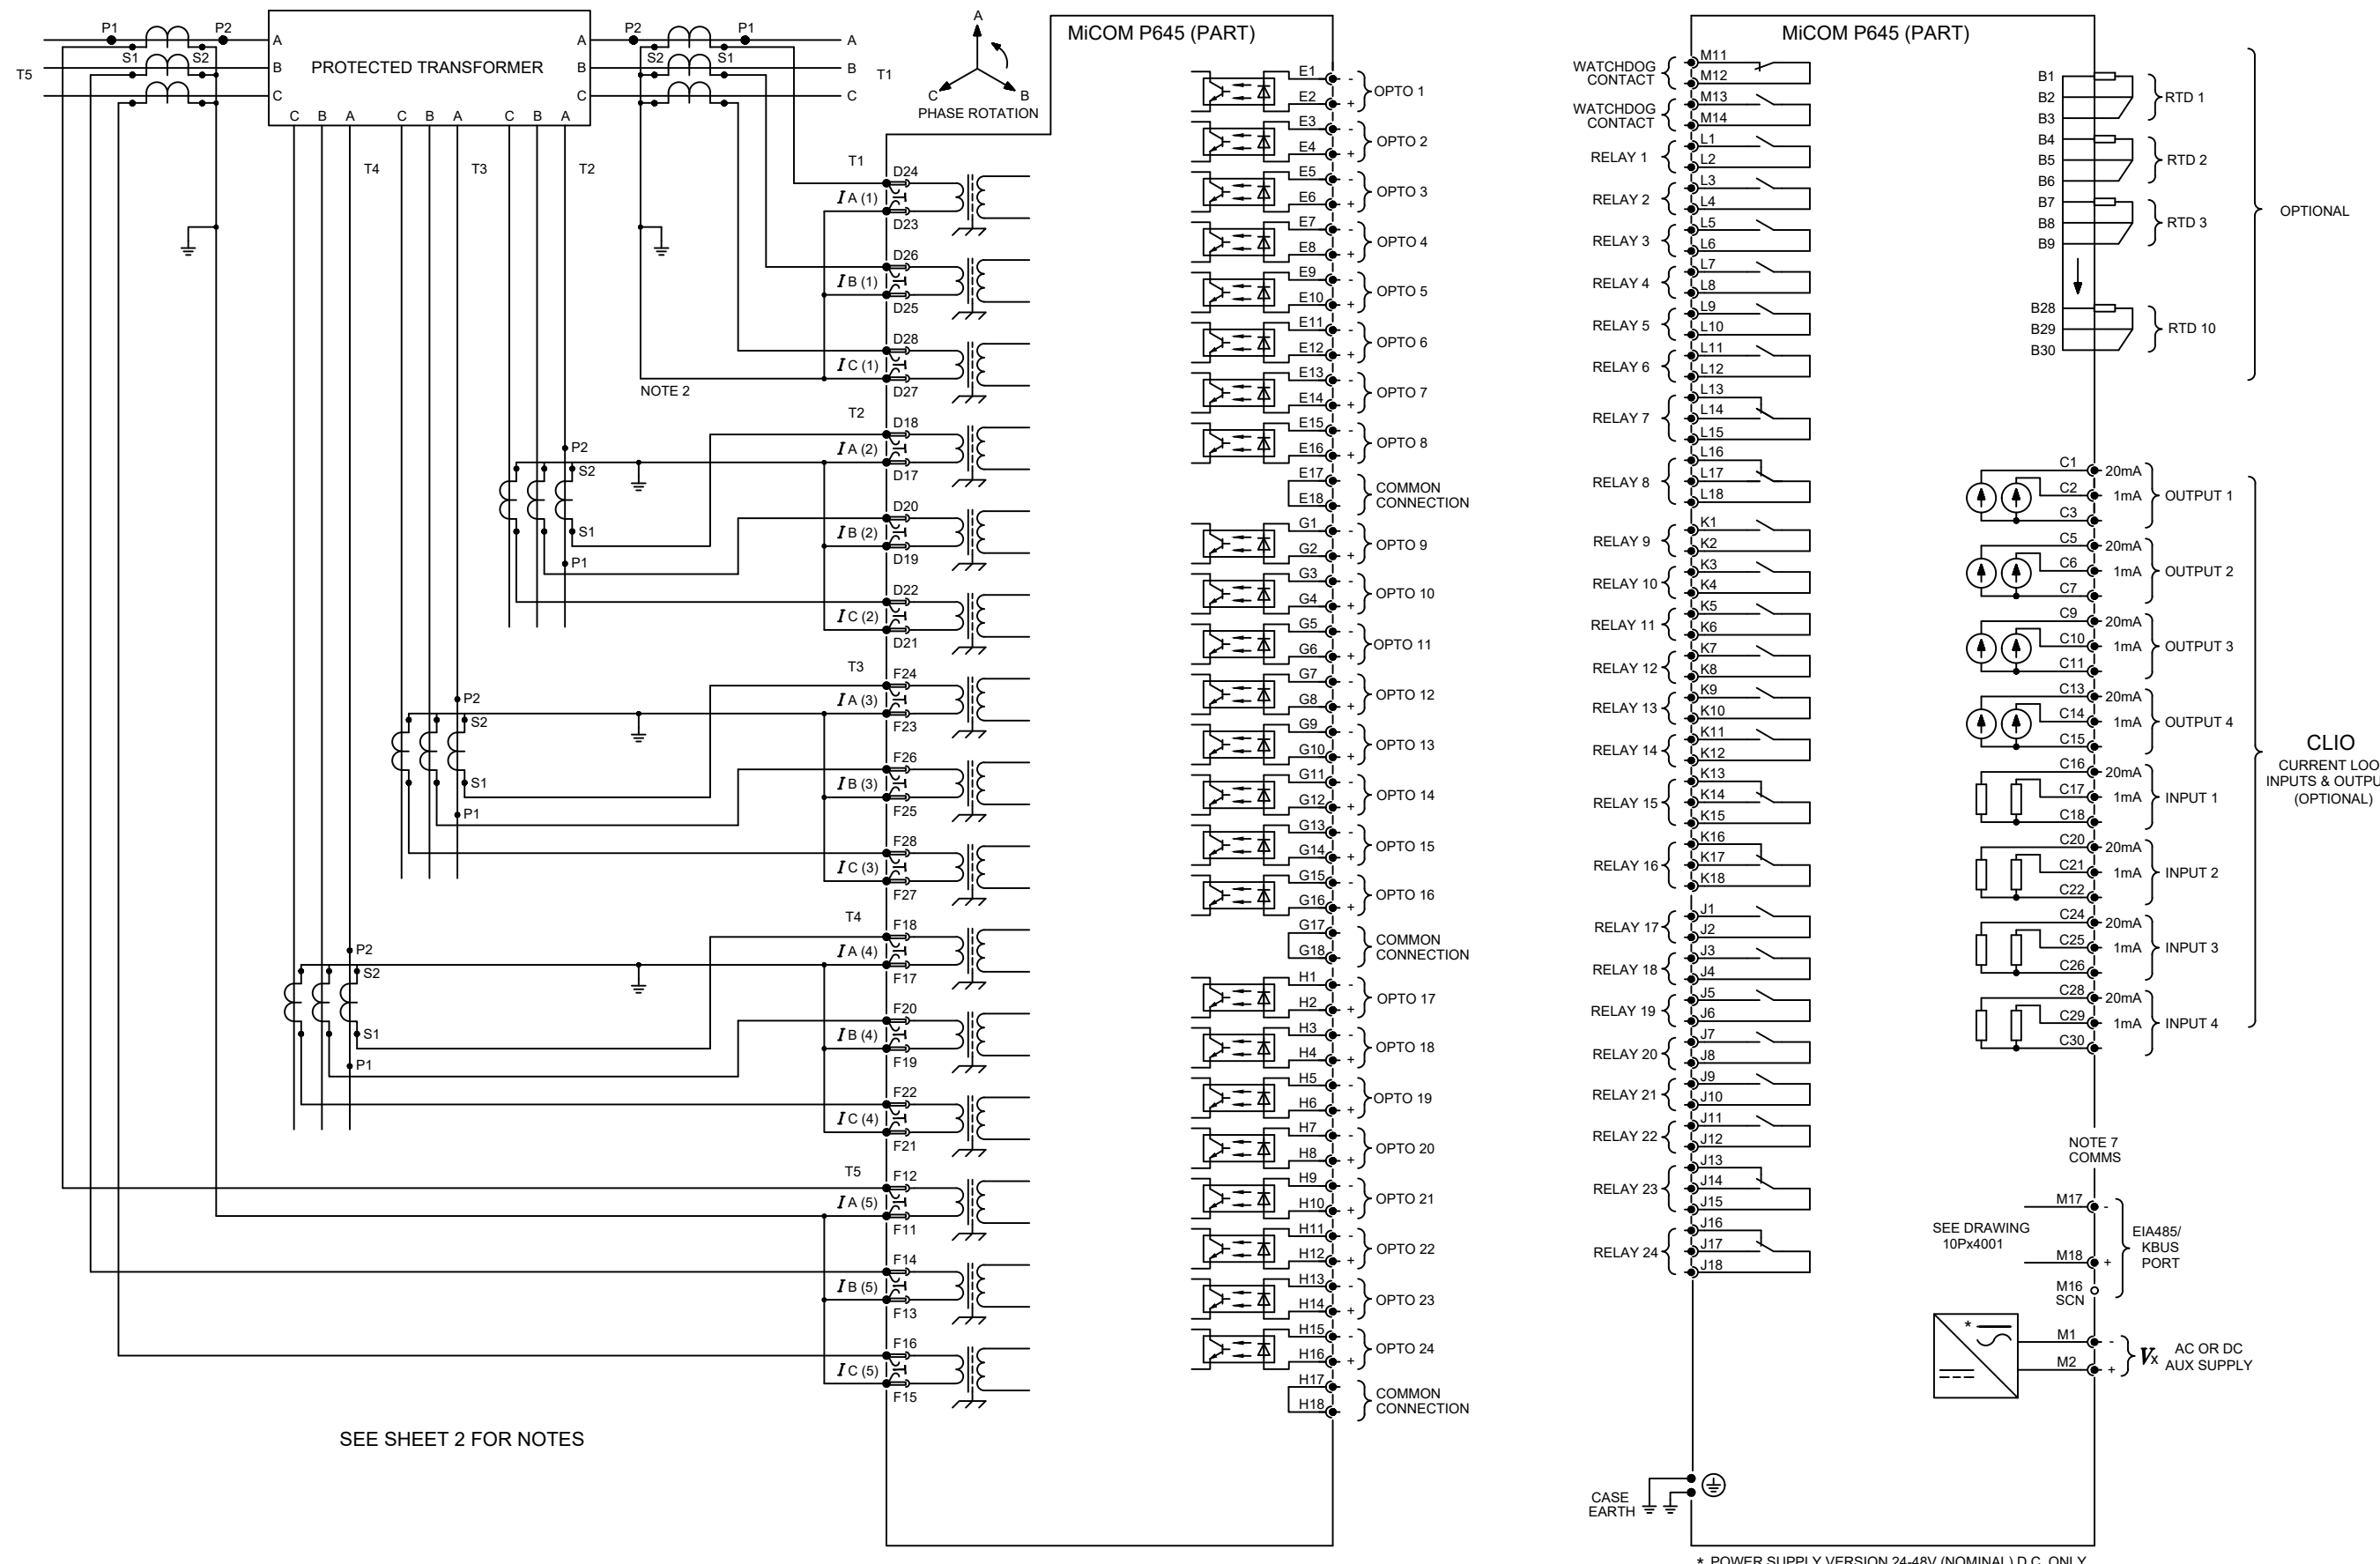 P1 P2
S1 S2
T5
A
B
C
PROTECTED TRANSFORMER
A
B
C
C B A C B A C B A
T4 T3 T2
P2 P1
S2 S1
A
B
C
T1
A
C B
PHASE ROTATION
NOTE 2
P2
S2
S1
P1
P2
S2
S1
P1
P2
S2
S1
P1
SEE SHEET 2 FOR NOTES
MiCOM P645 (PART)
T1
D24
I A (1)
D23
D26
I B (1)
D25
D28
I C (1)
D27
T2
D18
I A (2)
D17
D20
I B (2)
D19
D22
I C (2)
D21
T3
F24
I A (3)
F23
F26
I B (3)
F25
F28
I C (3)
F27
T4
F18
I A (4)
F17
F20
I B (4)
F19
F22
I C (4)
F21
T5
F12
I A (5)
F11
F14
I B (5)
F13
F16
I C (5)
F15
E1 -
OPTO 1
E2 +
E3 -
OPTO 2
E4 +
E5 -
OPTO 3
E6 +
E7 -
OPTO 4
E8 +
E9 -
OPTO 5
E10 +
E11 -
OPTO 6
E12 +
E13 -
OPTO 7
E14 +
E15 -
OPTO 8
E16 +
E17
COMMON
CONNECTION
E18
G1 -
OPTO 9
G2 +
G3 -
OPTO 10
G4 +
G5 -
OPTO 11
G6 +
G7 -
OPTO 12
G8 +
G9 -
OPTO 13
G10 +
G11 -
OPTO 14
G12 +
G13 -
OPTO 15
G14 +
G15 -
OPTO 16
G16 +
G17
COMMON
CONNECTION
G18
H1 -
OPTO 17
H2 +
H3 -
OPTO 18
H4 +
H5 -
OPTO 19
H6 +
H7 -
OPTO 20
H8 +
H9 -
OPTO 21
H10 +
H11 -
OPTO 22
H12 +
H13 -
OPTO 23
H14 +
H15 -
OPTO 24
H16 +
H17
COMMON
CONNECTION
H18
MiCOM P645 (PART)
WATCHDOG
CONTACT
M11
M12
WATCHDOG
CONTACT
M13
M14
RELAY 1
L1
L2
RELAY 2
L3
L4
RELAY 3
L5
L6
RELAY 4
L7
L8
RELAY 5
L9
L10
RELAY 6
L11
L12
RELAY 7
L13
L14
L15
RELAY 8
L16
L17
L18
RELAY 9
K1
K2
RELAY 10
K3
K4
RELAY 11
K5
K6
RELAY 12
K7
K8
RELAY 13
K9
K10
RELAY 14
K11
K12
RELAY 15
K13
K14
K15
RELAY 16
K16
K17
K18
RELAY 17
J1
J2
RELAY 18
J3
J4
RELAY 19
J5
J6
RELAY 20
J7
J8
RELAY 21
J9
J10
RELAY 22
J11
J12
RELAY 23
J13
J14
J15
RELAY 24
J16
J17
J18
CASE
EARTH
B1
B2 RTD 1
B3
B4
B5 RTD 2
B6
B7
B8 RTD 3
B9
B28
B29 RTD 10
B30
OPTIONAL
C1 20mA
C2 1mA OUTPUT 1
C3
C5 20mA
C6 1mA OUTPUT 2
C7
C9 20mA
C10 1mA OUTPUT 3
C11
C13 20mA
C14 1mA OUTPUT 4
C15
C16 20mA
C17 1mA INPUT 1
C18
C20 20mA
C21 1mA INPUT 2
C22
C24 20mA
C25 1mA INPUT 3
C26
C28 20mA
C29 1mA INPUT 4
C30
CLIO
CURRENT LOO
INPUTS & OUTPU
(OPTIONAL)
NOTE 7
COMMS
M17 -
SEE DRAWING
10Px4001
M18 +
M16
SCN
EIA485/
KBUS
PORT
*
M1 -
M2 +
Vx
AC OR DC
AUX SUPPLY
* POWER SUPPLY VERSION 24-48V (NOMINAL) D.C. ONLY